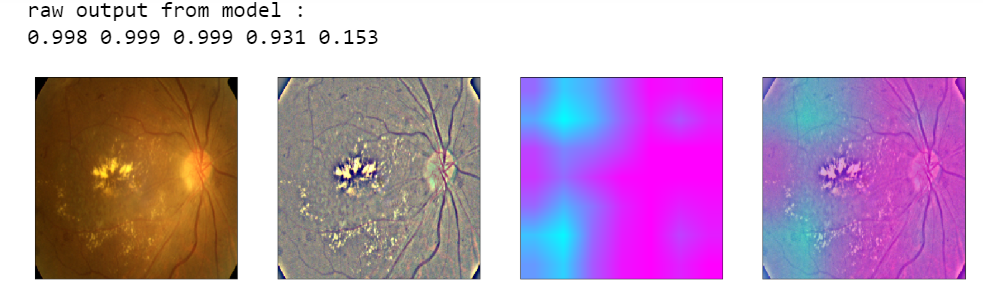 raw output from model :
0.998 0.999 0.999 0.931 0.153